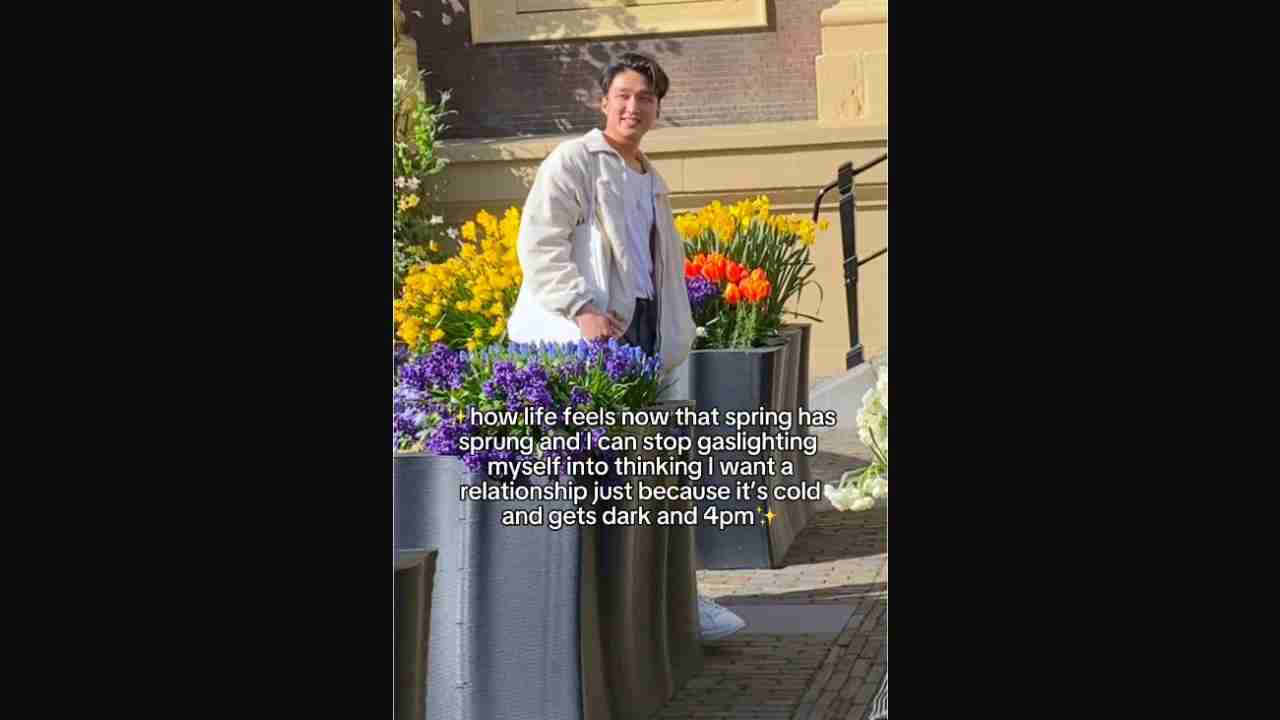 ✨how life feels now that spring has
sprung and I can stop gaslighting
myself into thinking I want a
relationship just because it’s cold
and gets dark and 4pm✨